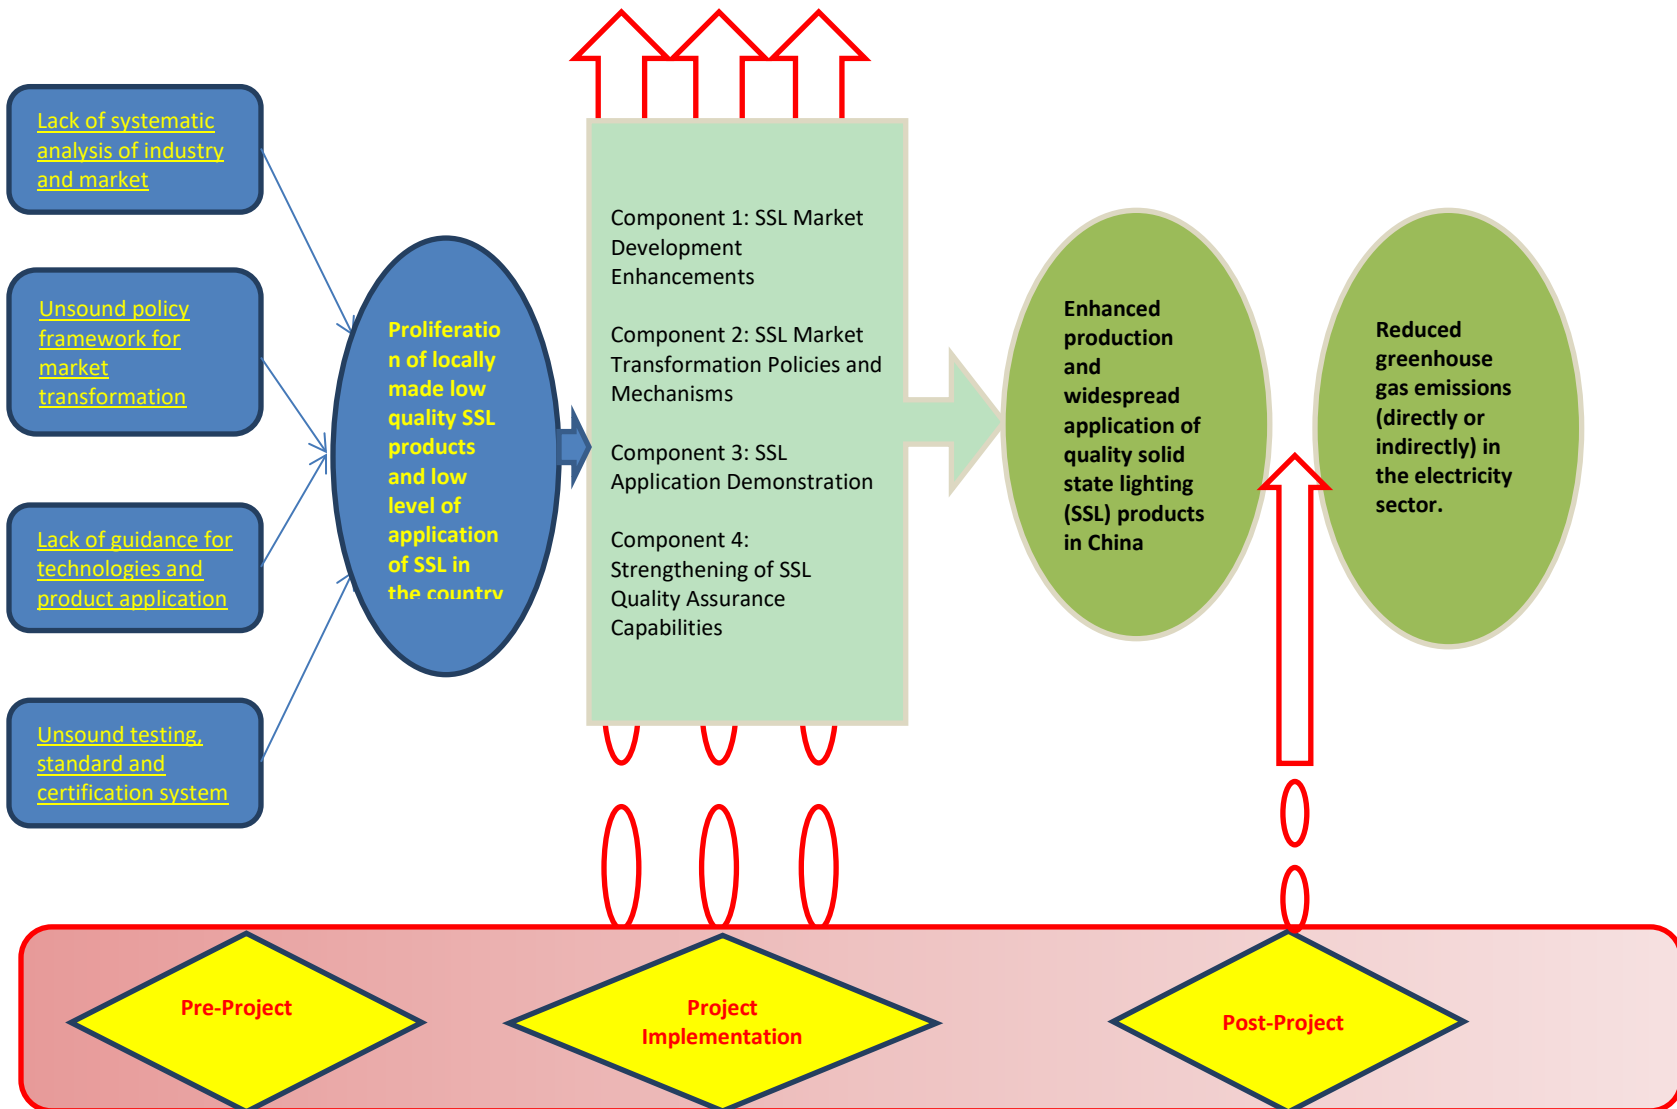 Lack of systematic
analysis of industry
and market
Unsound policy
framework for
market
transformation
Lack of guidance for
technologies and
product application
Unsound testing,
standard and
certification system
Proliferatio
n of locally
made low
quality SSL
products
and low
level of
application
of SSL in
the country
Component 1: SSL Market
Development
Enhancements
Component 2: SSL Market
Transformation Policies and
Mechanisms
Component 3: SSL
Application Demonstration
Component 4:
Strengthening of SSL
Quality Assurance
Capabilities
Enhanced
production
and
widespread
application of
quality solid
state lighting
(SSL) products
in China
Reduced
greenhouse
gas emissions
(directly or
indirectly) in
the electricity
sector.
Pre-Project
Project
Implementation
Post-Project